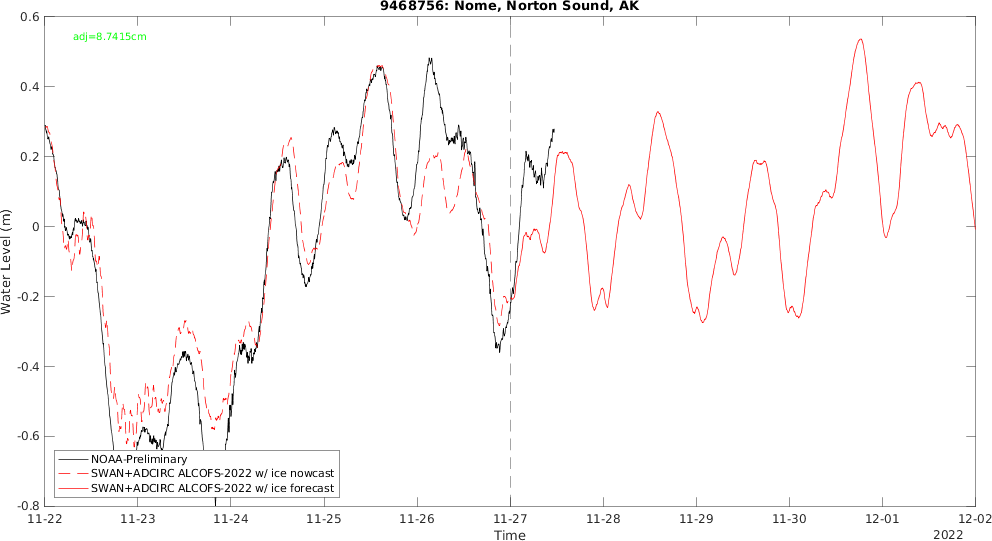 9468756: Nome, Norton Sound, AK
adj=8.7415cm
Water Level (m)
0.6
0.4
0.2
0
-0.2
-0.4
-0.6
-0.8
NOAA-Preliminary
SWAN+ADCIRC ALCOFS-2022 w/ ice nowcast
SWAN+ADCIRC ALCOFS-2022 w/ ice forecast
11-22 11-23 11-24 11-25 11-26 11-27 11-28 11-29 11-30 12-01 12-02
Time
2022